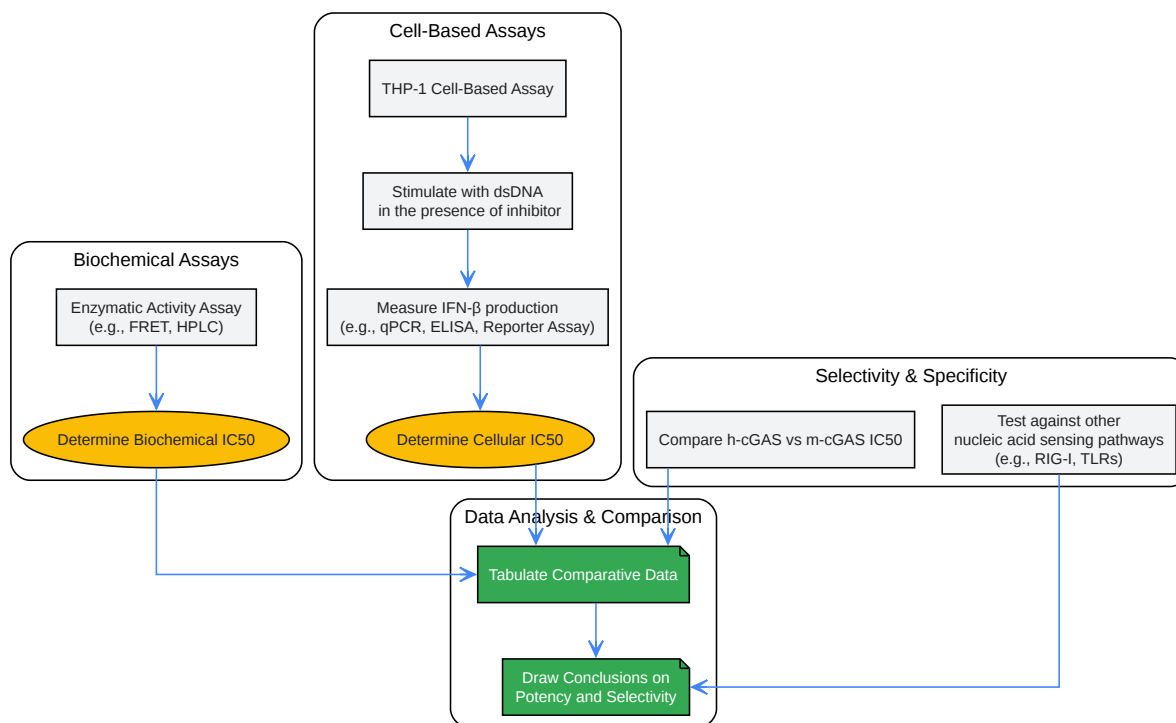 Cell-Based Assays
THP-1 Cell-Based Assay
Stimulate with dsDNA
in the presence of inhibitor
Measure IFN-β production
(e.g., qPCR, ELISA, Reporter Assay)
Determine Cellular IC50
Biochemical Assays
Enzymatic Activity Assay
(e.g., FRET, HPLC)
Determine Biochemical IC50
Selectivity & Specificity
Compare h-cGAS vs m-cGAS IC50
Test against other
nucleic acid sensing pathways
(e.g., RIG-I, TLRs)
Data Analysis & Comparison
Tabulate Comparative Data
Draw Conclusions on
Potency and Selectivity